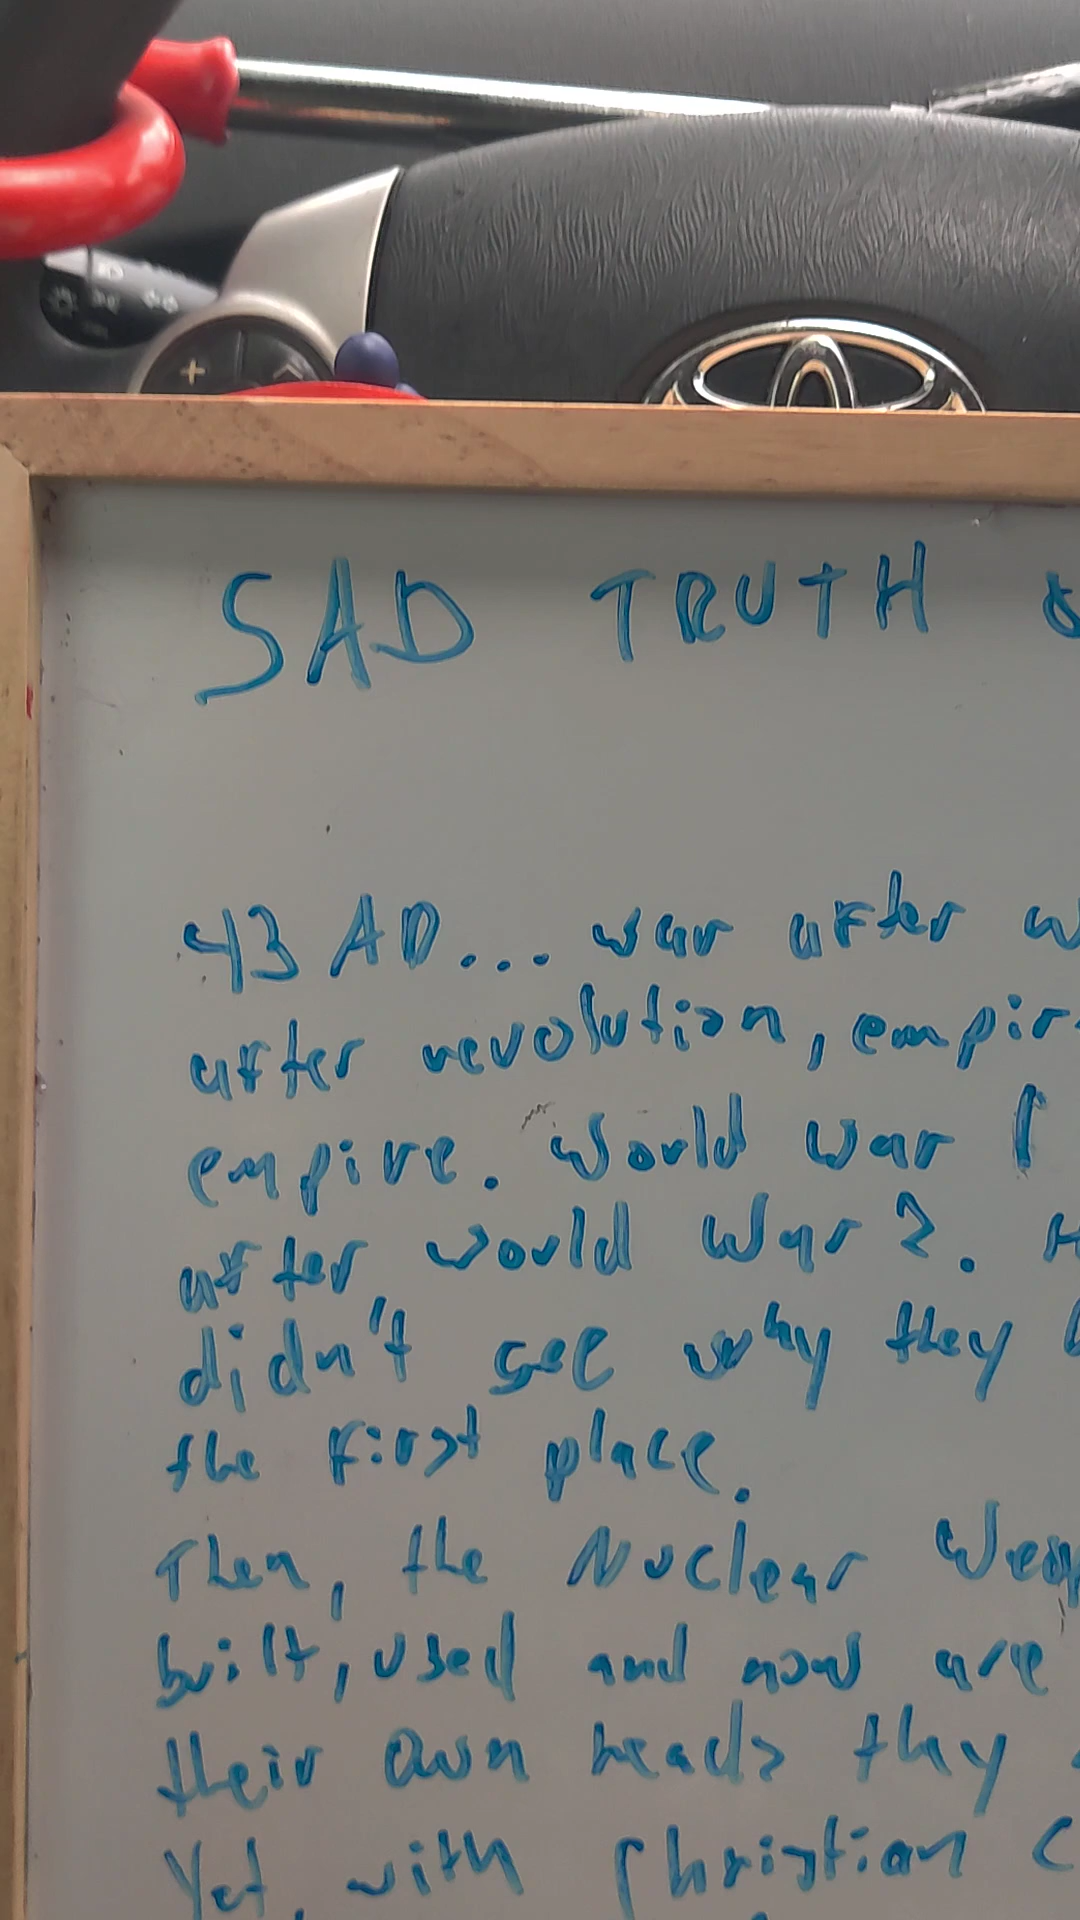 SAD TRUTH
43 AD... war after
after revolution, empir
empire. World war 1
after world war 2.
didn't see why they
the first place.
Then, the Nuclear Weap
built, used and now are
their own heads they
Yet, with Christian C